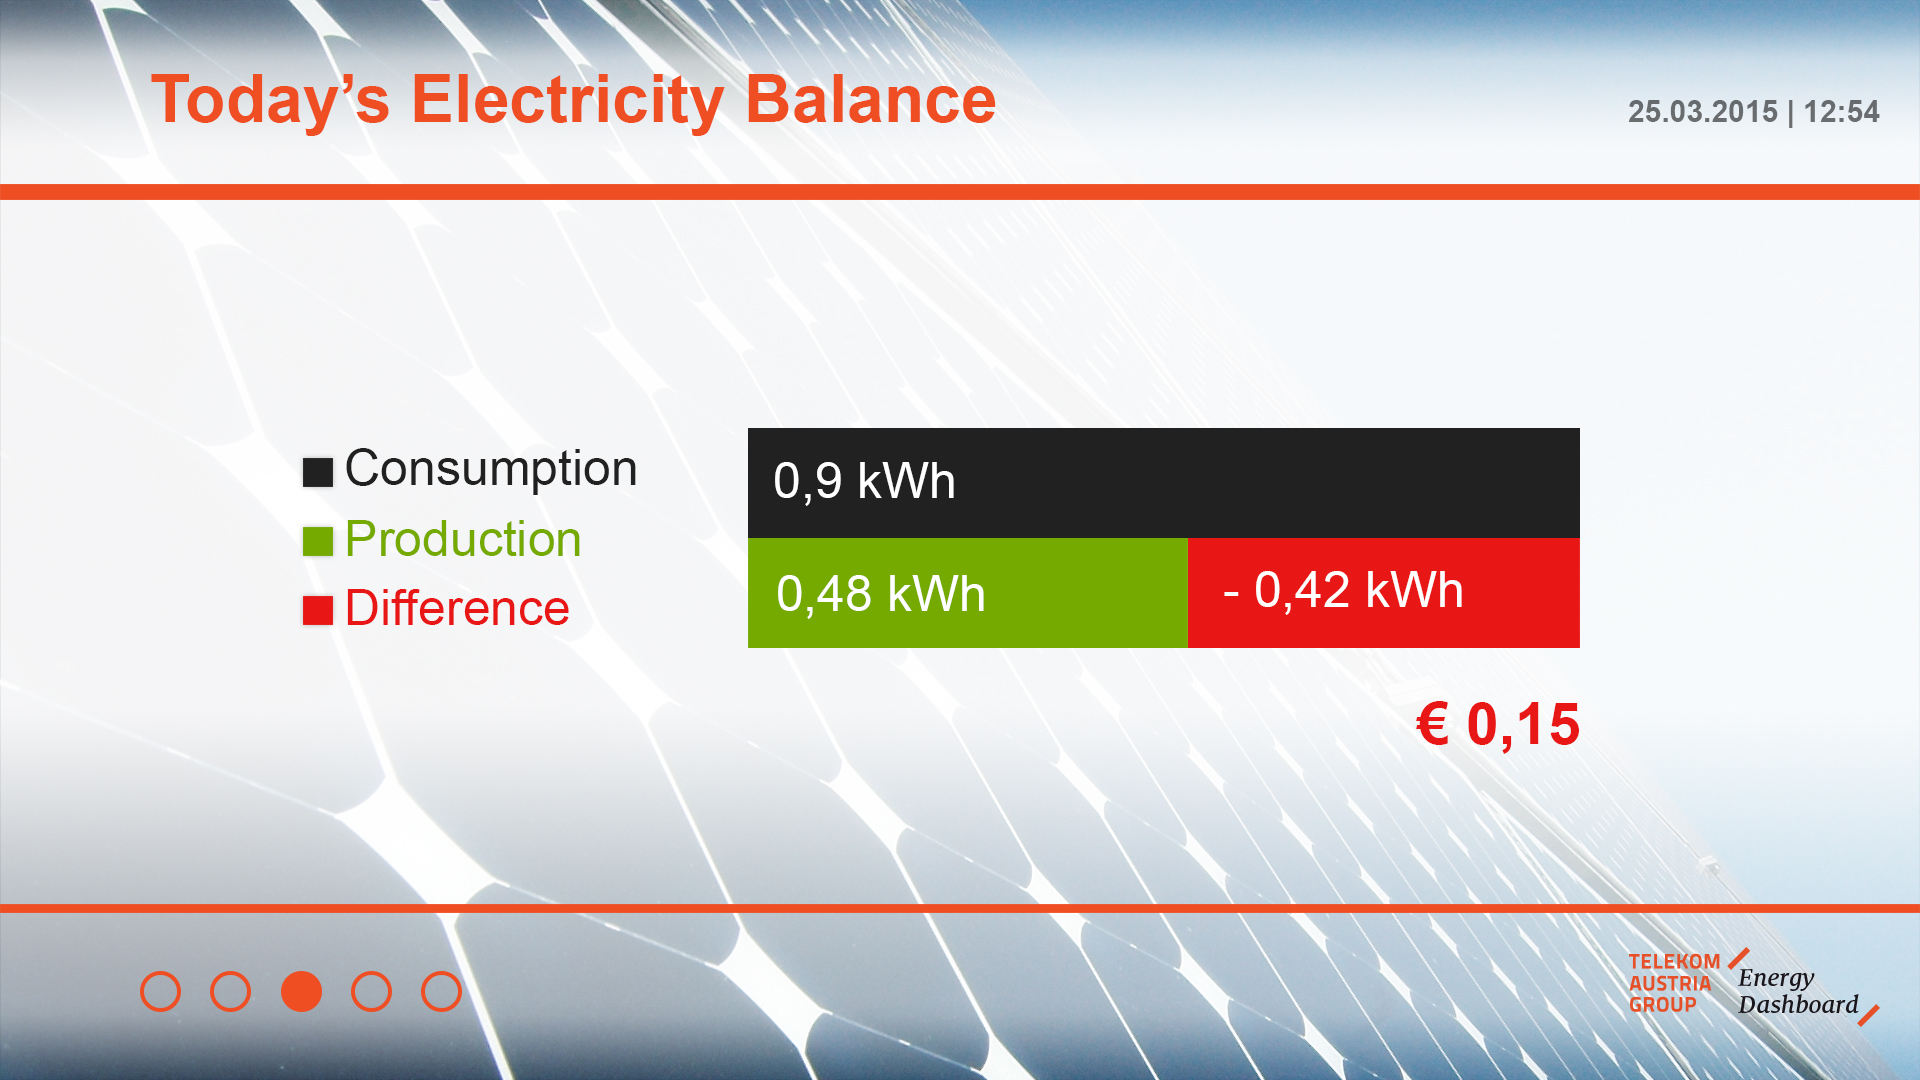 Today’s Electricity Balance
25.03.2015 | 12:54
Consumption
Production
Difference
0,9 kWh
0,48 kWh
- 0,42 kWh
€ 0,15
TELEKOM
AUSTRIA
GROUP
Energy
Dashboard